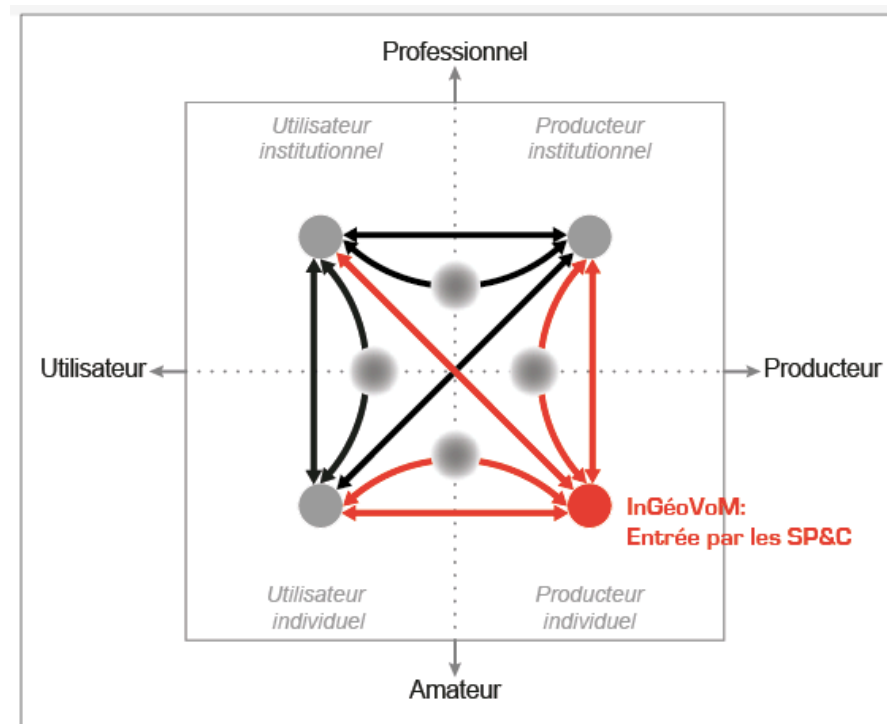 Professionnel
Utilisateur
institutionnel
Producteur
institutionnel
Utilisateur
Producteur
InGéoVoM:
Entrée par les SP&C
Utilisateur
individuel
Producteur
individuel
Amateur